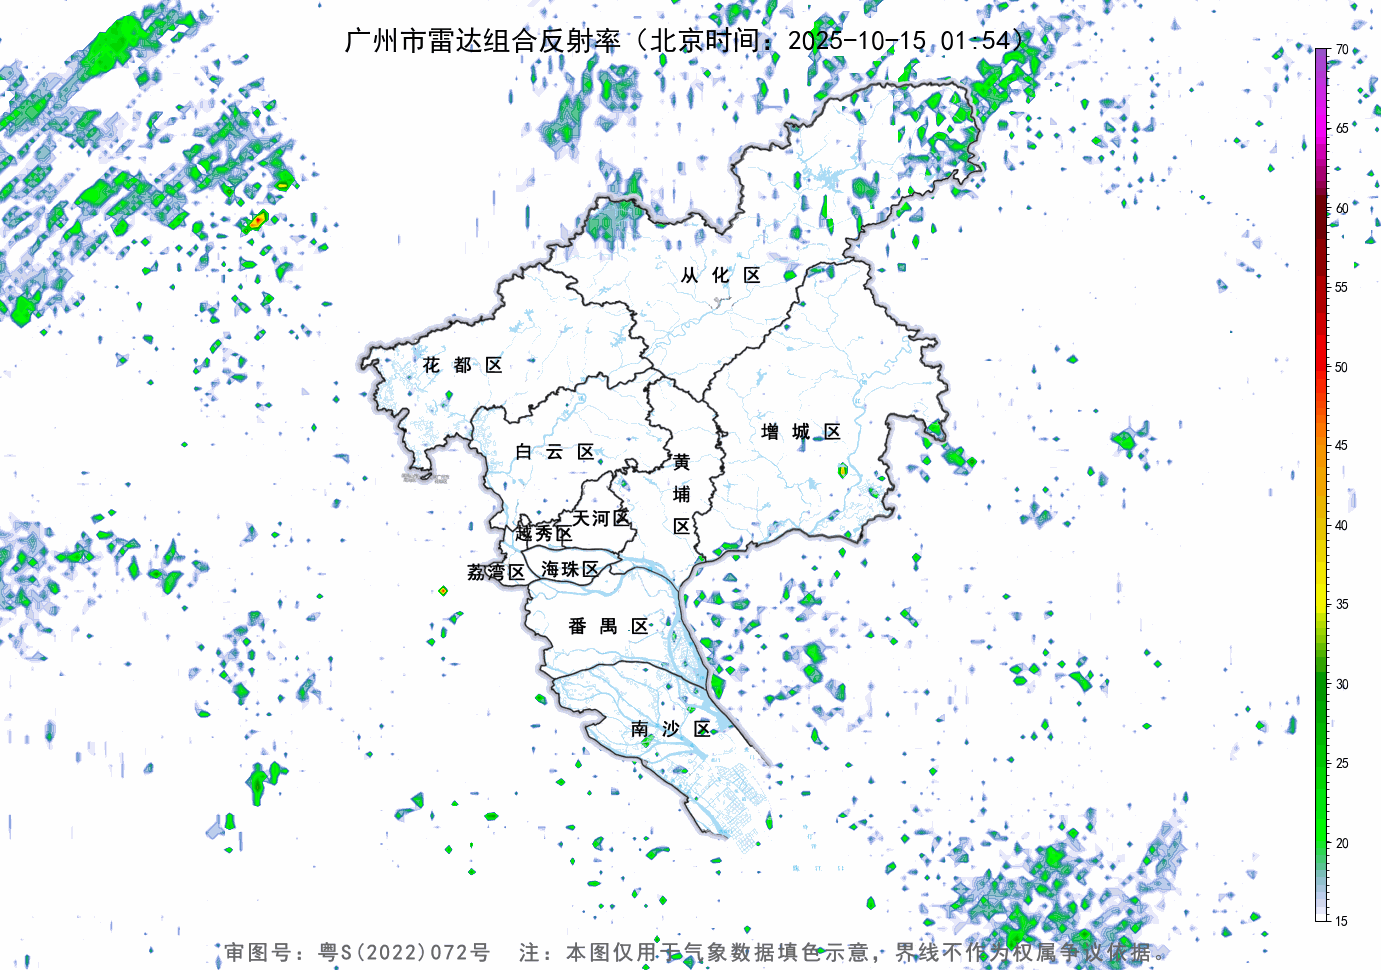 广州市雷达组合反射率（北京时间：2025-10-15 01:54）
70
65
60
55
50
45
40
35
30
25
20
15
从化区
花都区
增城区
白云区
黄埔区
天河区
越秀区
荔湾区
海珠区
番禺区
南沙区
审图号：粤S(2022)072号 注：本图仅用于气象数据填色示意，界线不作为权属争议依据。